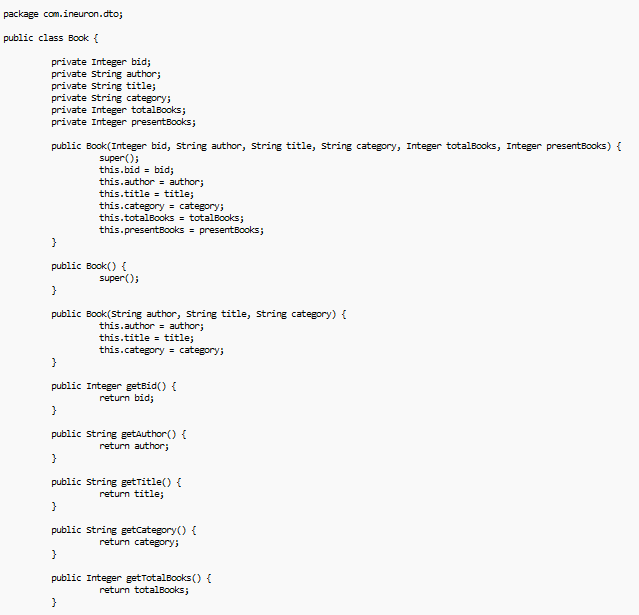 package com.ineuron.dto;
public class Book {
private Integer bid;
private String author;
private String title;
private String category;
private Integer totalBooks;
private Integer presentBooks;
public Book(Integer bid, String author, String title, String category, Integer totalBooks, Integer presentBooks) {
super();
this.bid = bid;
this.author = author;
this.title = title;
this.category = category;
this.totalBooks = totalBooks;
this.presentBooks = presentBooks;
}
public Book() {
super();
}
public Book(String author, String title, String category) {
this.author = author;
this.title = title;
this.category = category;
}
public Integer getBid() {
return bid;
}
public String getAuthor() {
return author;
}
public String getTitle() {
return title;
}
public String getCategory() {
return category;
}
public Integer getTotalBooks() {
return totalBooks;
}